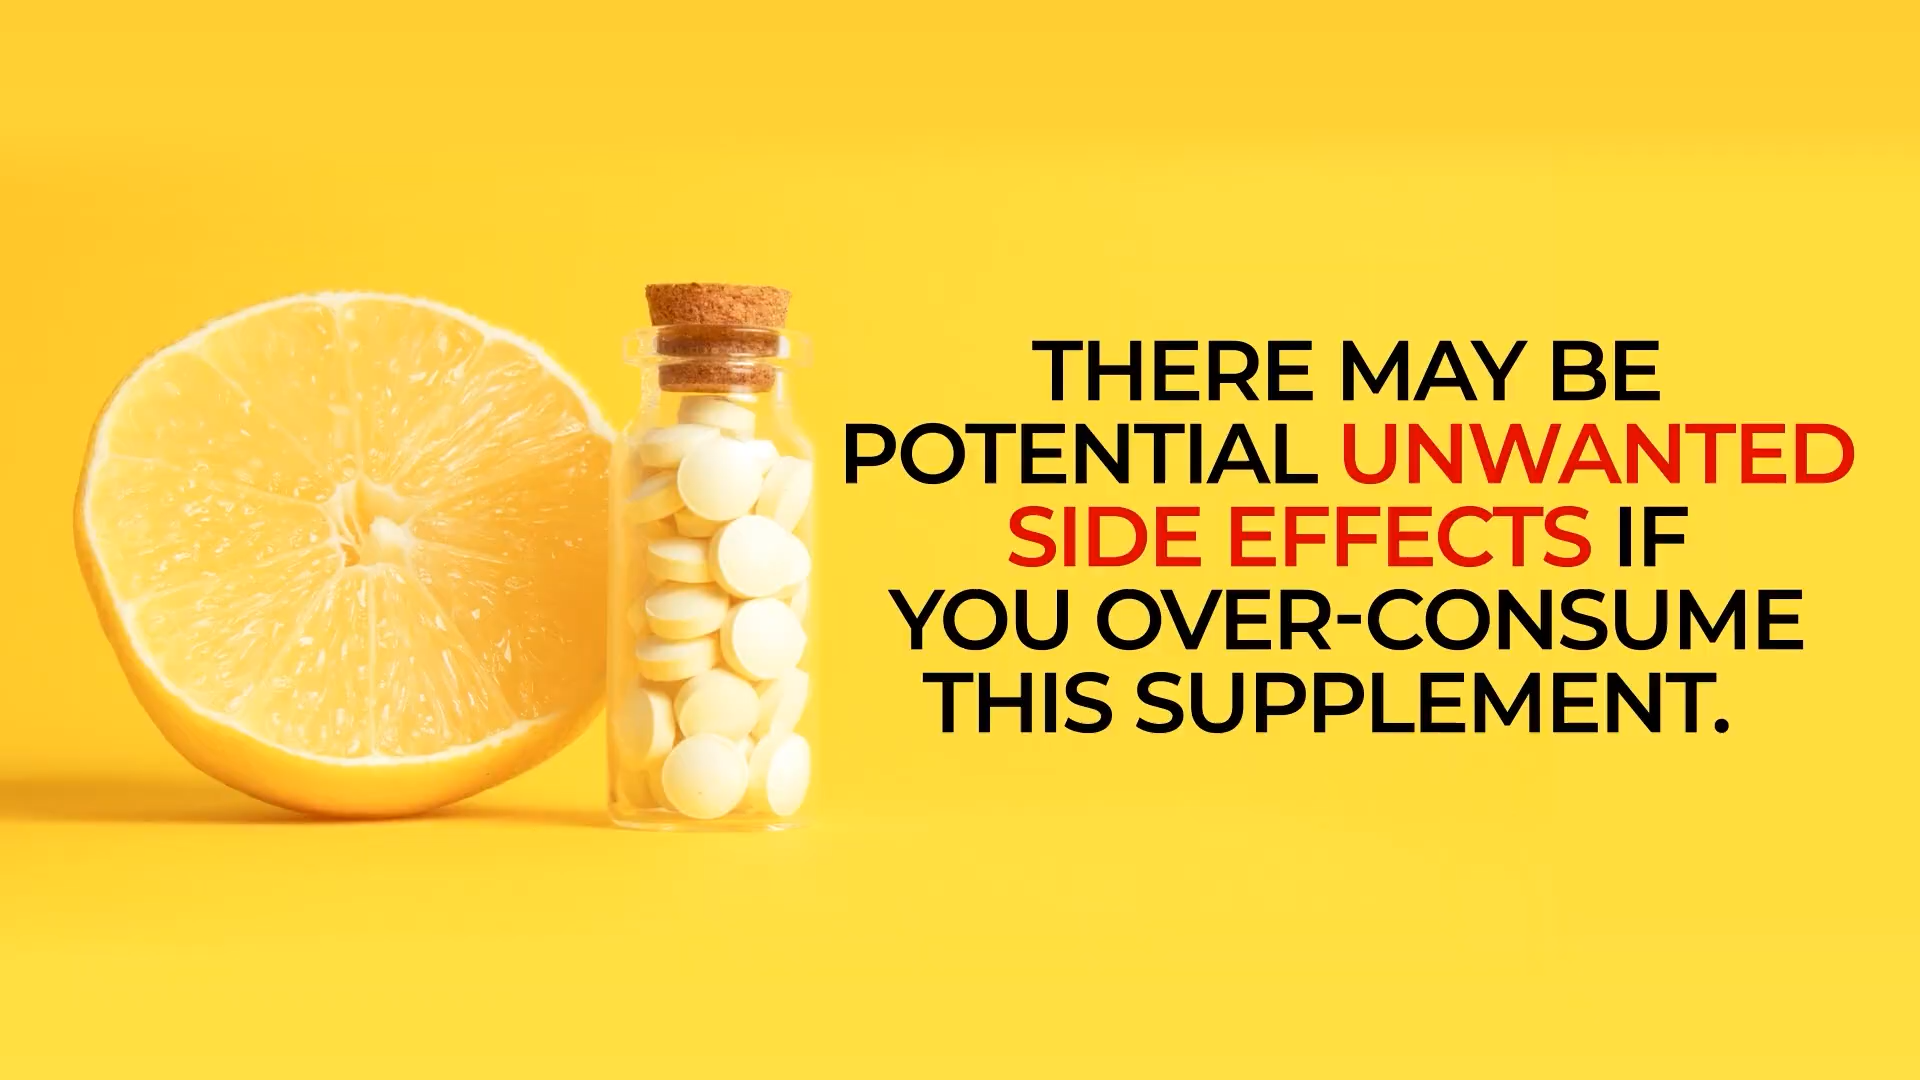 THERE MAY BE
POTENTIAL UNWANTED
SIDE EFFECTS IF
YOU OVER-CONSUME
THIS SUPPLEMENT.